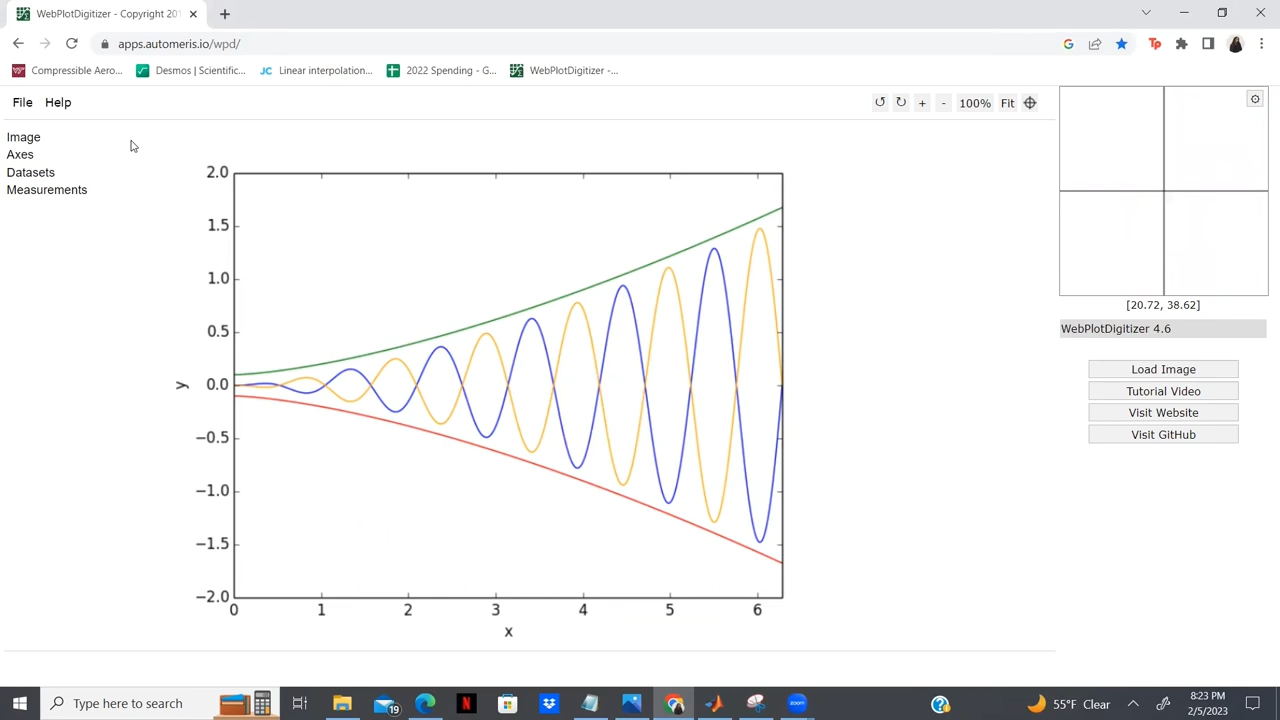 WebPlotDigitizer - Copyright 201
apps.automeris.io/wpd/
Compressible Aero...
Desmos | Scientific...
JC Linear interpolation...
2022 Spending - G...
WebPlotDigitizer -...
File Help
100% Fit
Image
Axes
Datasets
Measurements
2.0
1.5
1.0
0.5
0.0
−0.5
−1.0
−1.5
−2.0
y
0 1 2 3 4 5 6
x
[20.72, 38.62]
WebPlotDigitizer 4.6
Load Image
Tutorial Video
Visit Website
Visit GitHub
Type here to search
19
zoom
55°F Clear
8:23 PM
2/5/2023